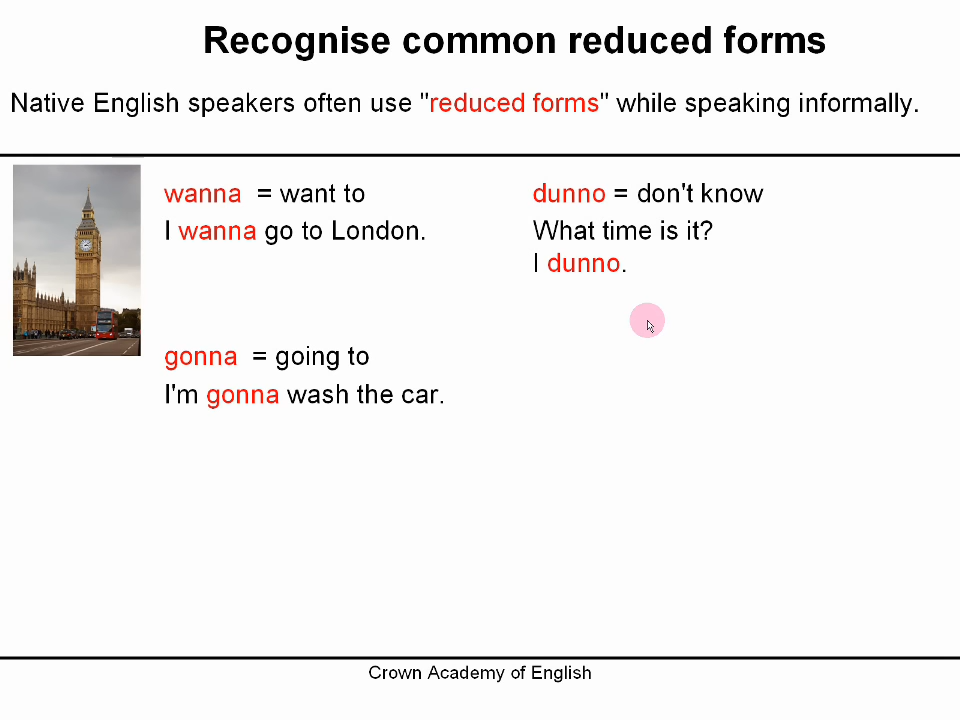 Recognise common reduced forms
Native English speakers often use "reduced forms" while speaking informally.
wanna = want to
I wanna go to London.
dunno = don't know
What time is it?
I dunno.
gonna = going to
I'm gonna wash the car.
Crown Academy of English